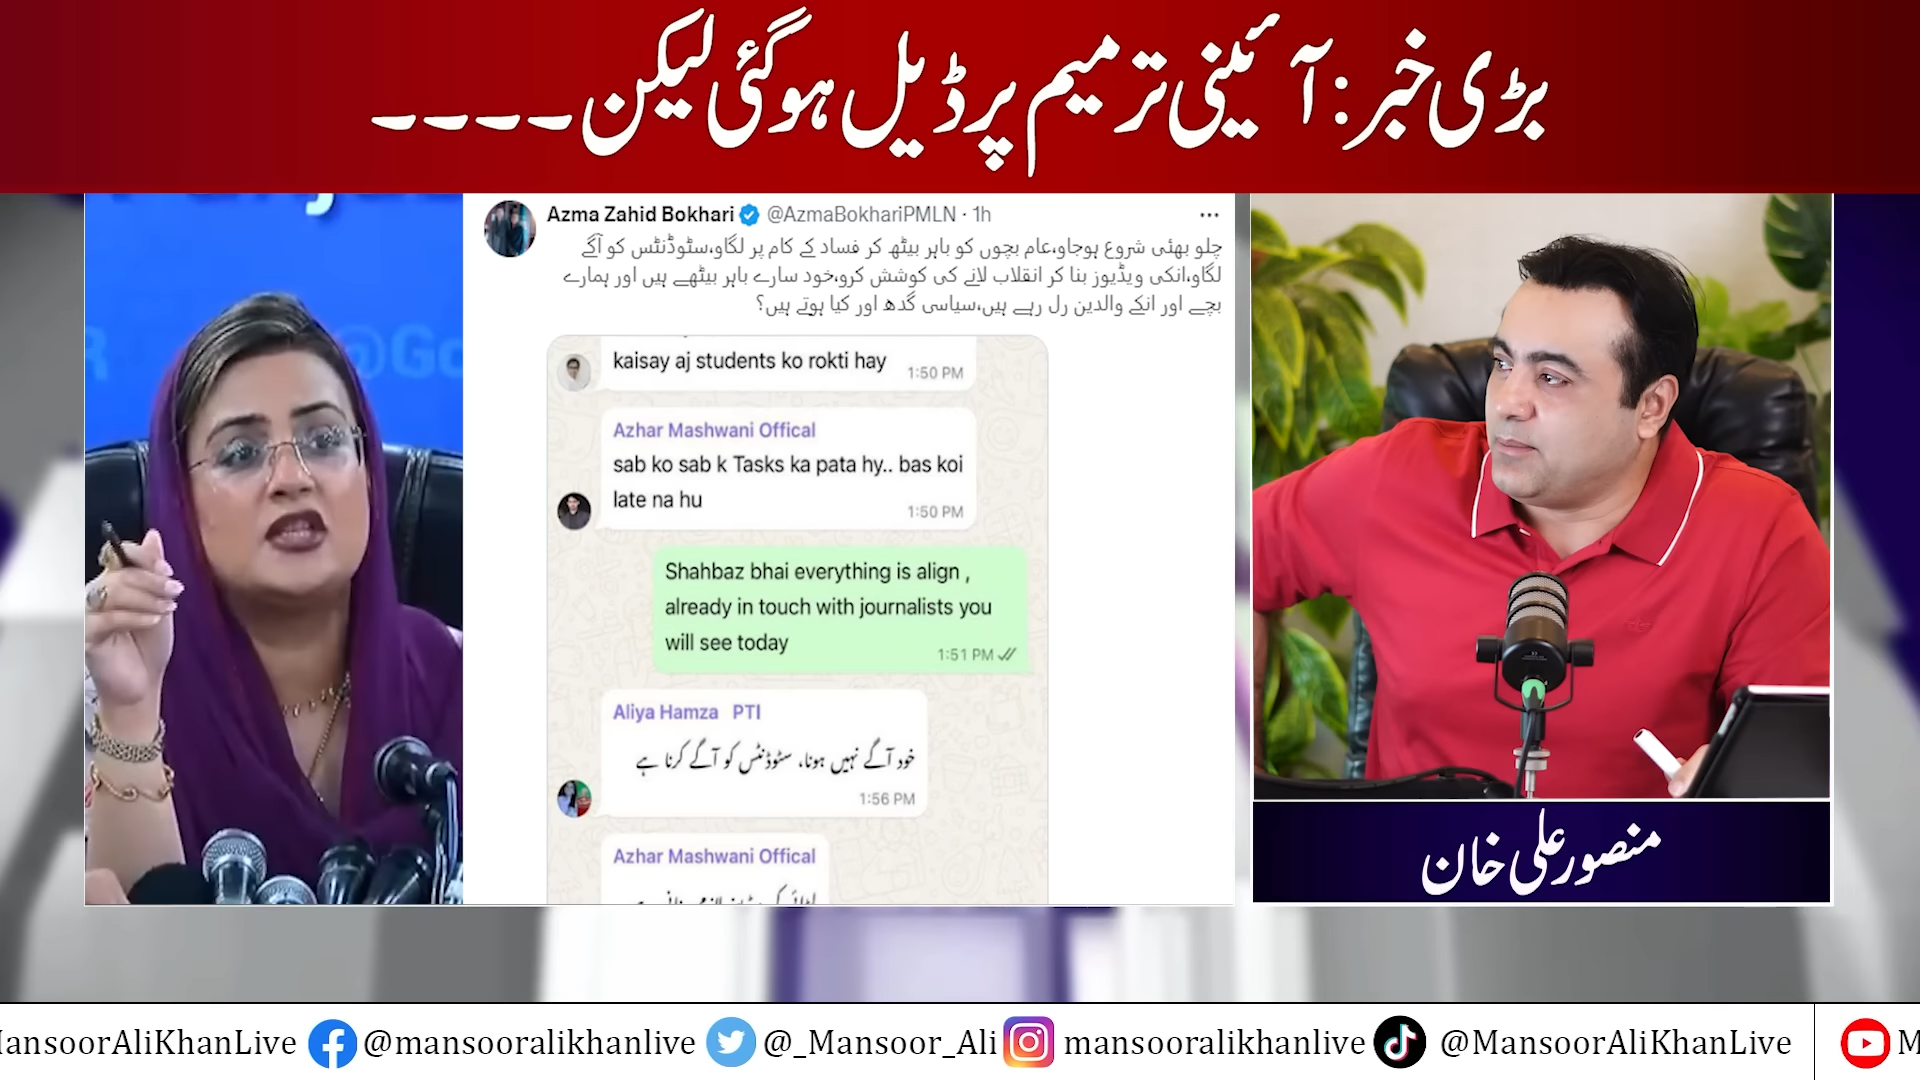 بڑی خبر: آئینی ترمیم پر ڈیل ہوگئی لیکن ۔۔۔۔
@Go
R
Azma Zahid Bokhari @AzmaBokhariPMLN · 1h
چلو بھئی شروع ہوجاو،عام بچوں کو باہر بیٹھ کر فساد کے کام پر لگاو،سٹوڈنٹس کو آگے
لگاو،انکی ویڈیوز بنا کر انقلاب لانے کی کوشش کرو،خود سارے باہر بیٹھے ہیں اور ہمارے
بچے اور انکے والدین رل رہے ہیں،سیاسی گدھ اور کیا ہوتے ہیں؟
kaisay aj students ko rokti hay
1:50 PM
Azhar Mashwani Offical
sab ko sab k Tasks ka pata hy.. bas koi
late na hu
1:50 PM
Shahbaz bhai everything is align ,
already in touch with journalists you
will see today
1:51 PM
Aliya Hamza PTI
خود آگے نہیں ہونا، سٹوڈنٹس کو آگے کرنا ہے
1:56 PM
Azhar Mashwani Offical
منصور علی خان
ansoorAliKhanLive @mansooralikhanlive @_Mansoor_Ali mansooralikhanlive @MansoorAliKhanLive M